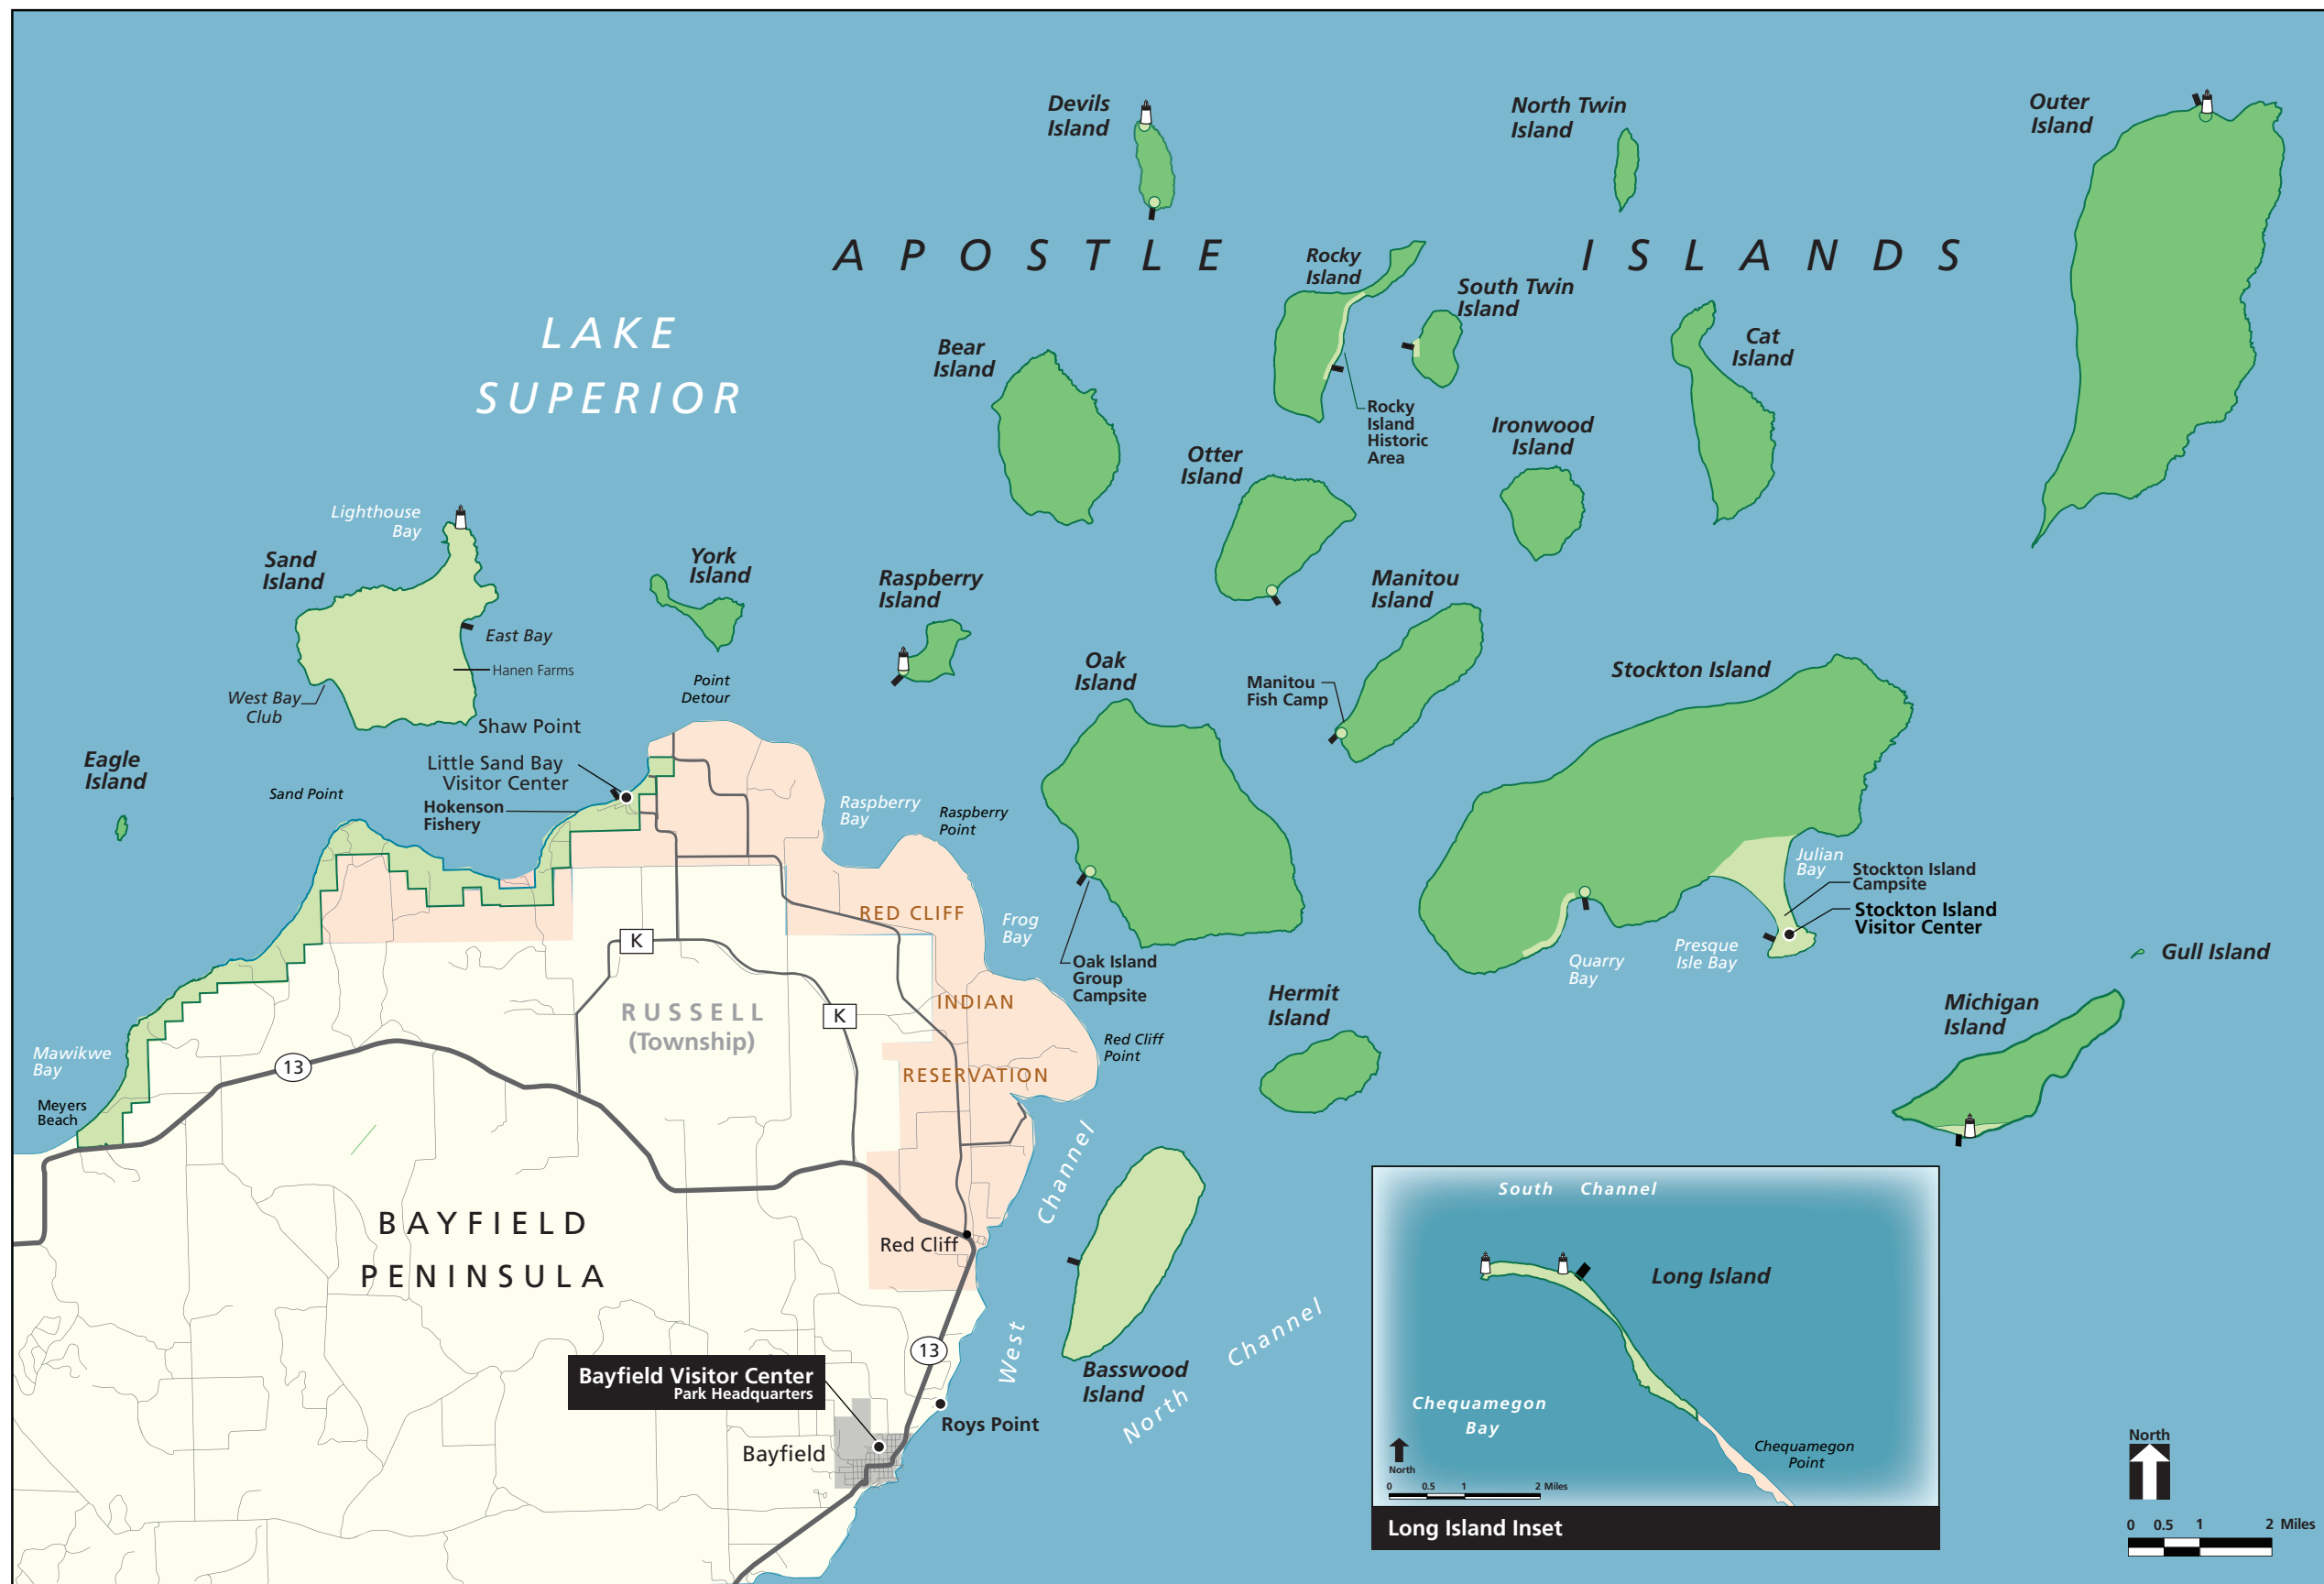 Devils
Island
North Twin
Island
Outer
Island
APOSTLE ISLANDS
Rocky
Island
South Twin
Island
LAKE
SUPERIOR
Bear
Island
Cat
Island
Rocky
Island
Historic
Area
Ironwood
Island
Otter
Island
Lighthouse
Bay
Sand
Island
York
Island
Raspberry
Island
Manitou
Island
East Bay
Hanen Farms
West Bay
Club
Point
Detour
Oak
Island
Manitou
Fish Camp
Stockton Island
Shaw Point
Eagle
Island
Little Sand Bay
Visitor Center
Sand Point
Hokenson
Fishery
Raspberry
Bay
Raspberry
Point
Julian
Bay
Stockton Island
Campsite
Stockton Island
Visitor Center
RED CLIFF
Frog
Bay
K
Presque
Isle Bay
Quarry
Bay
Gull Island
Oak Island
Group
Campsite
INDIAN
Hermit
Island
Michigan
Island
RUSSELL
(Township)
K
Mawikwe
Bay
13
Red Cliff
Point
RESERVATION
Meyers
Beach
West Channel
BAYFIELD
PENINSULA
Red Cliff
13
Bayfield Visitor Center
Park Headquarters
Basswood
Island
North Channel
Roys Point
Bayfield
South Channel
Long Island
Chequamegon
Bay
Chequamegon
Point
North
0 0.5 1 2 Miles
Long Island Inset
North
0 0.5 1 2 Miles